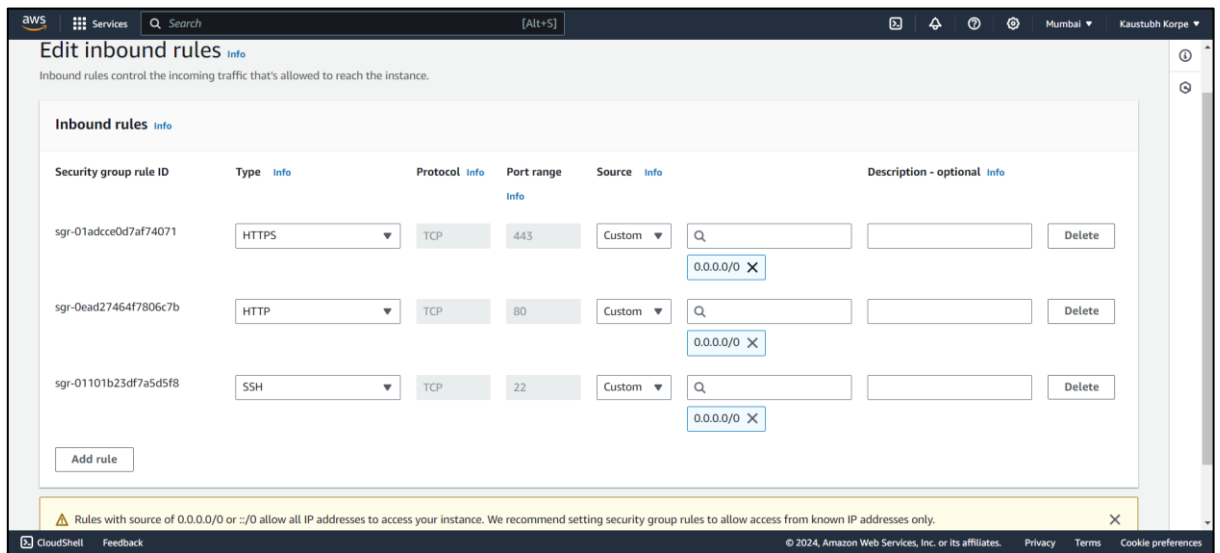 aws Services Search [Alt+S] Mumbai Kaustubh Korpe
Edit inbound rules Info
Inbound rules control the incoming traffic that's allowed to reach the instance.
Inbound rules Info
Security group rule ID Type Info Protocol Info Port range Info Source Info Description - optional Info
sgr-01adcce0d7af74071 HTTPS TCP 443 Custom Delete
0.0.0.0/0
sgr-0ead27464f7806c7b HTTP TCP 80 Custom Delete
0.0.0.0/0
sgr-01101b23df7a5d5f8 SSH TCP 22 Custom Delete
0.0.0.0/0
Add rule
Rules with source of 0.0.0.0/0 or ::/0 allow all IP addresses to access your instance. We recommend setting security group rules to allow access from known IP addresses only.
CloudShell Feedback © 2024, Amazon Web Services, Inc. or its affiliates. Privacy Terms Cookie preferences